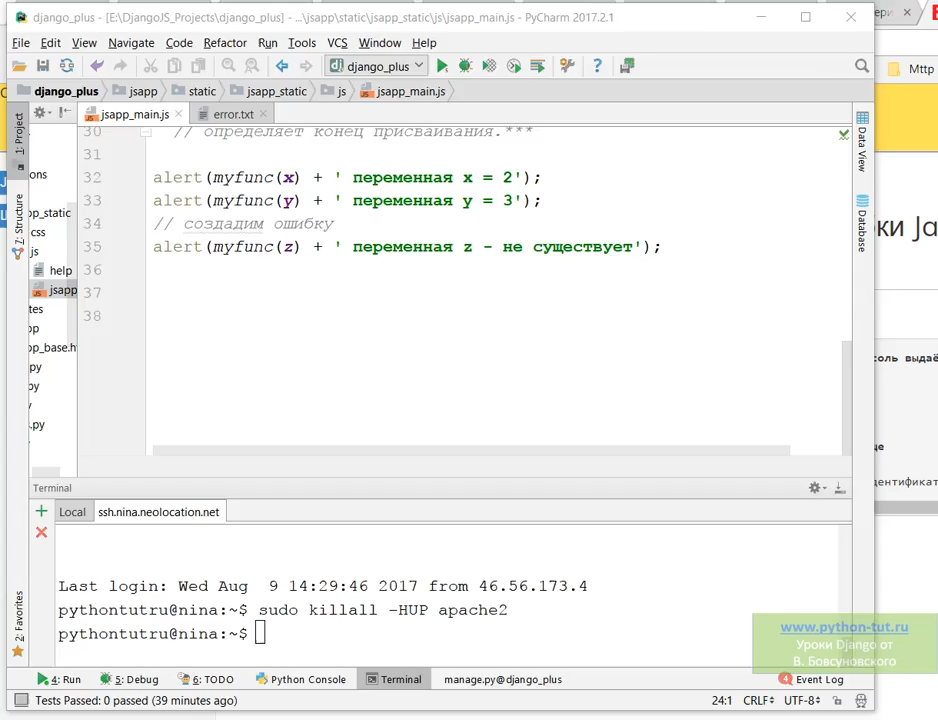 django_plus - [E:\DjangoJS_Projects\django_plus] - ...\jsapp\static\jsapp_static\js\jsapp_main.js - PyCharm 2017.2.1
File Edit View Navigate Code Refactor Run Tools VCS Window Help
django_plus
Mttp
django_plus jsapp static jsapp_static js jsapp_main.js
1: Project
jsapp_main.js error.txt
30 // определяет конец присваивания.***
31
32 alert(myfunc(x) + ' переменная x = 2');
33 alert(myfunc(y) + ' переменная y = 3');
34 // создадим ошибку
35 alert(myfunc(z) + ' переменная z - не существует');
36
37
38
ons
pp_static
css
js
help
jsapp
tes
pp
pp_base.h
py
py
y
s.py
7: Structure
2: Favorites
Data View
Database
ки Ja
соль выдаё
це
дентификат
Terminal
Local ssh.nina.neolocation.net
Last login: Wed Aug 9 14:29:46 2017 from 46.56.173.4
pythontutru@nina:~$ sudo killall -HUP apache2
pythontutru@nina:~$
www.python-tut.ru
Уроки Django от
В. Бовсуновского
4: Run 5: Debug 6: TODO Python Console Terminal manage.py@django_plus 4 Event Log
Tests Passed: 0 passed (39 minutes ago) 24:1 CRLF UTF-8